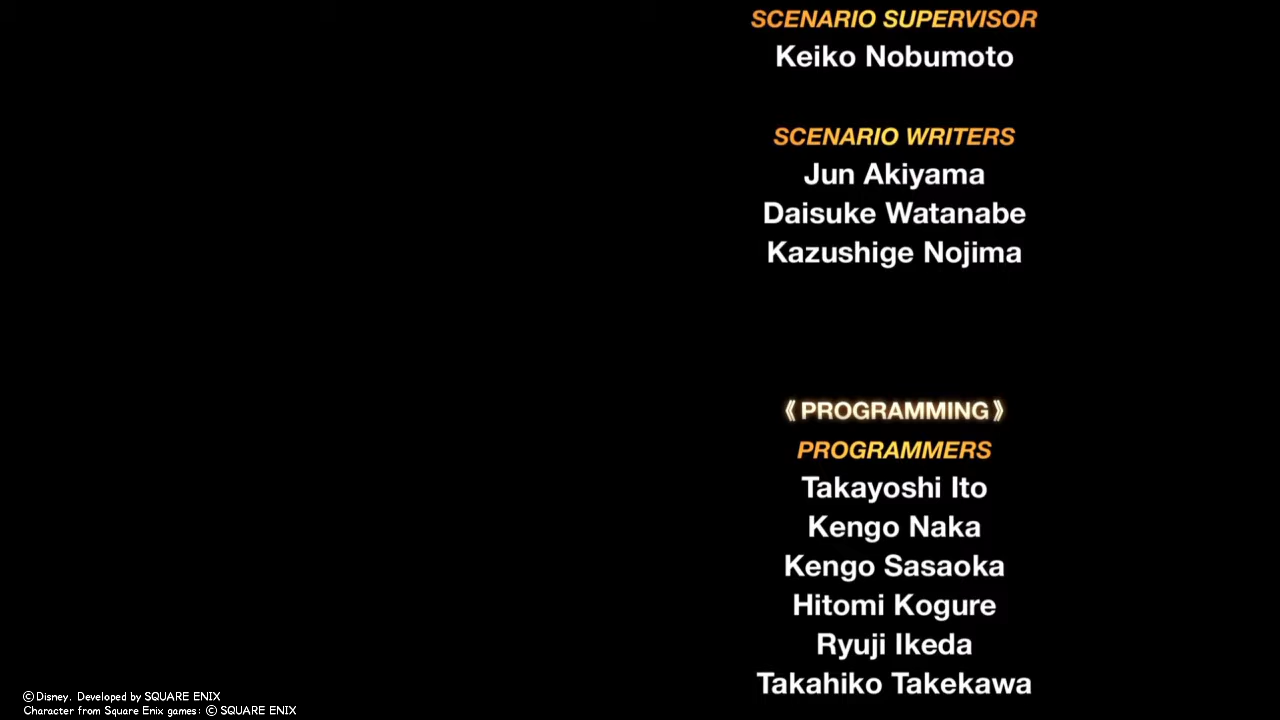 SCENARIO SUPERVISOR
Keiko Nobumoto
SCENARIO WRITERS
Jun Akiyama
Daisuke Watanabe
Kazushige Nojima
《PROGRAMMING》
PROGRAMMERS
Takayoshi Ito
Kengo Naka
Kengo Sasaoka
Hitomi Kogure
Ryuji Ikeda
Takahiko Takekawa
©Disney. Developed by SQUARE ENIX
Character from Square Enix games: © SQUARE ENIX